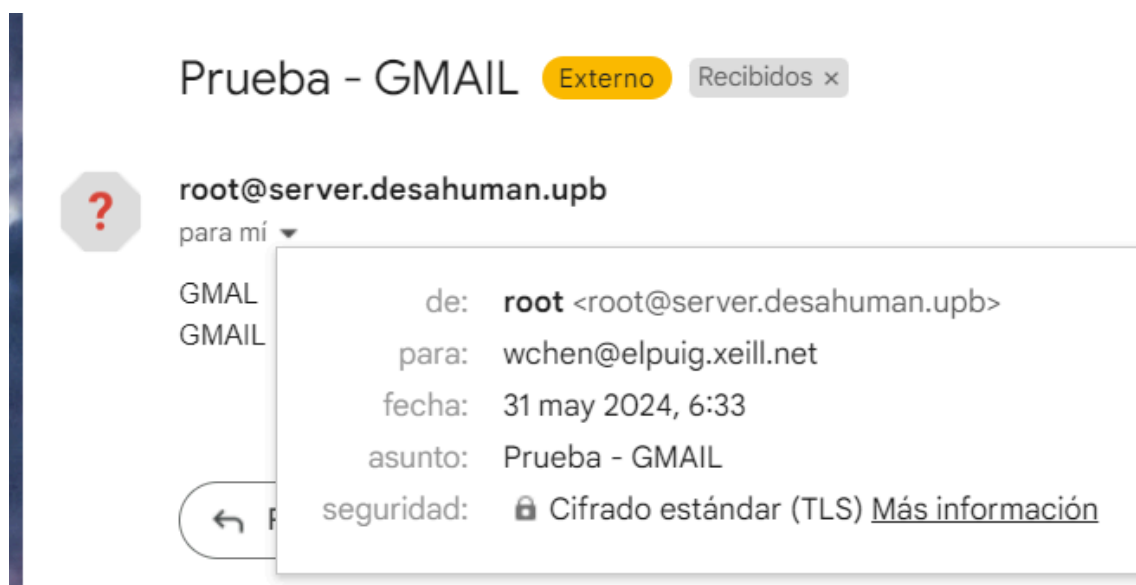 Prueba - GMAIL Externo Recibidos ×
?
root@server.desahuman.upb
para mí
GMAL
GMAIL
de: root <root@server.desahuman.upb>
para: wchen@elpuig.xeill.net
fecha: 31 may 2024, 6:33
asunto: Prueba - GMAIL
seguridad: Cifrado estándar (TLS) Más información